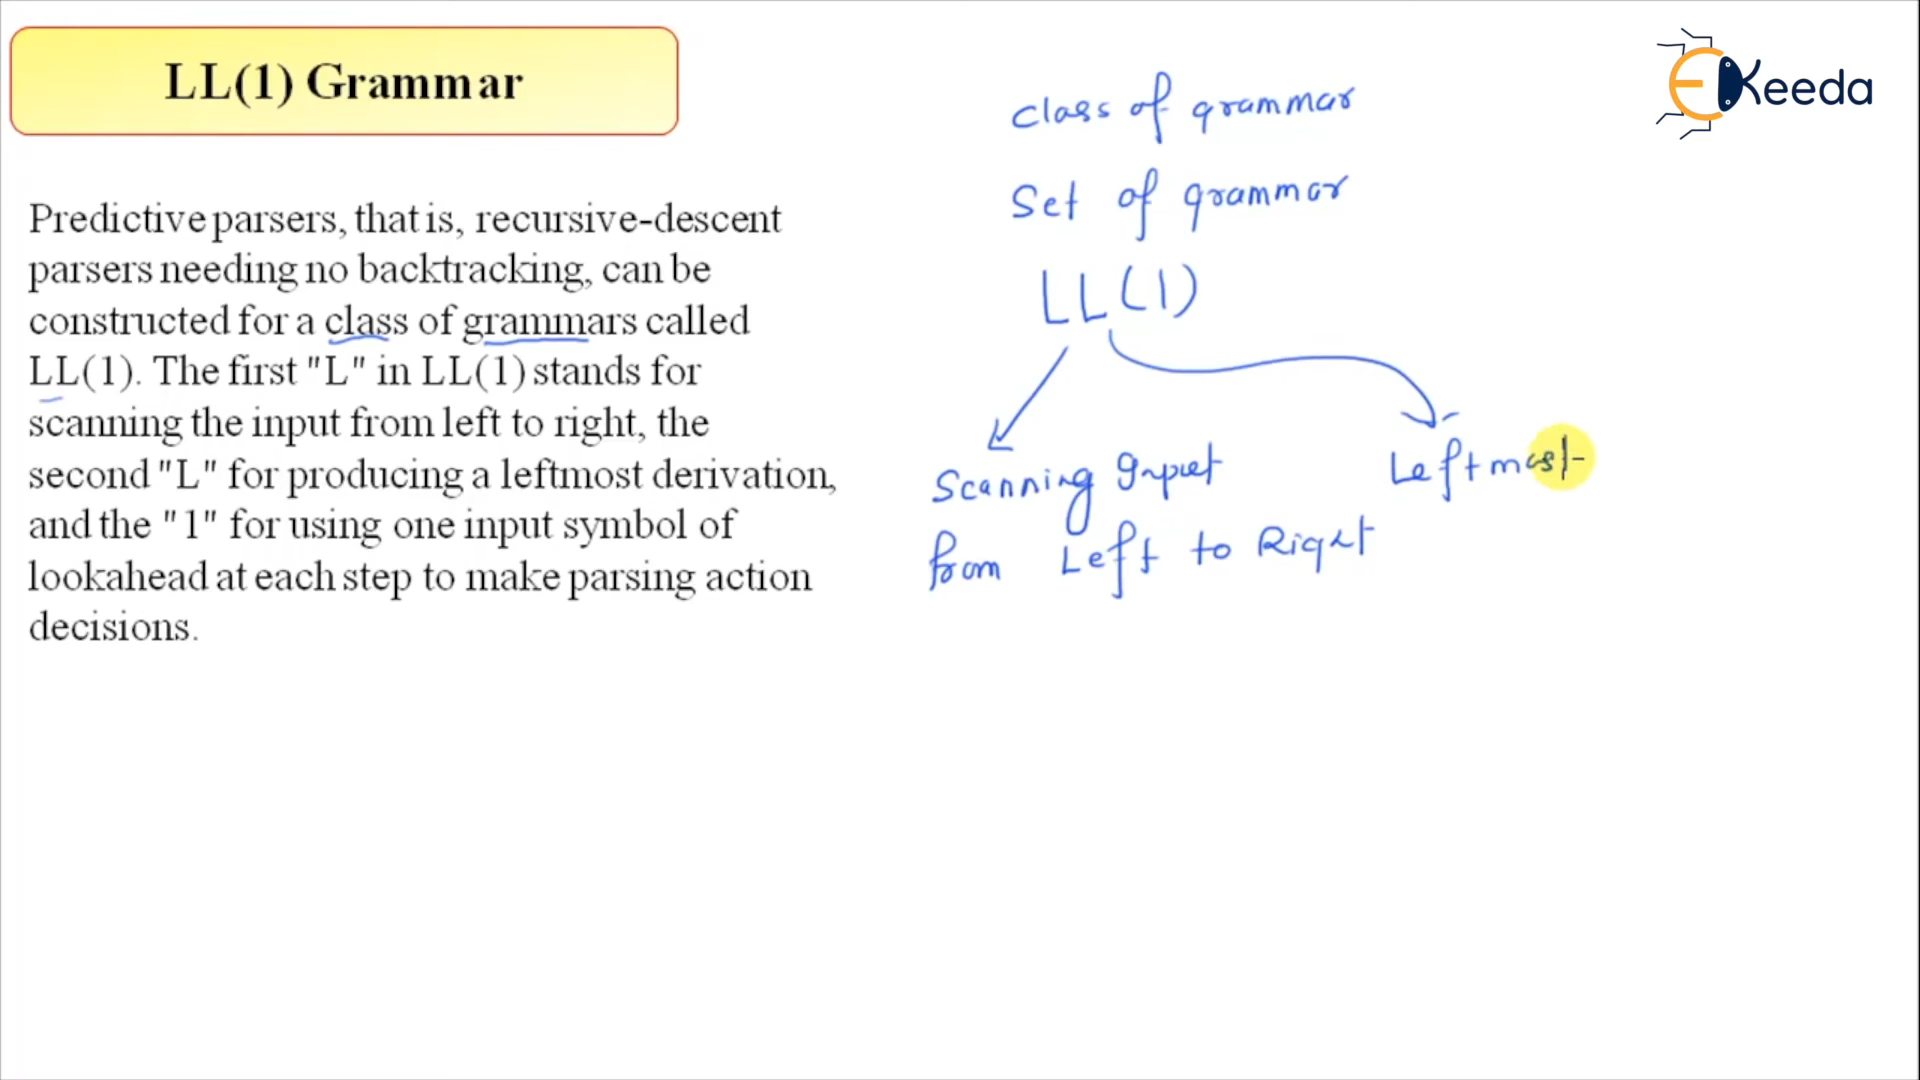 LL(1) Grammar
Predictive parsers, that is, recursive-descent
parsers needing no backtracking, can be
constructed for a class of grammars called
LL(1). The first "L" in LL(1) stands for
scanning the input from left to right, the
second "L" for producing a leftmost derivation,
and the "1" for using one input symbol of
lookahead at each step to make parsing action
decisions.
class of grammar
Set of grammar
LL(1)
Scanning Input
from Left to Right
Leftmost
EKeeda